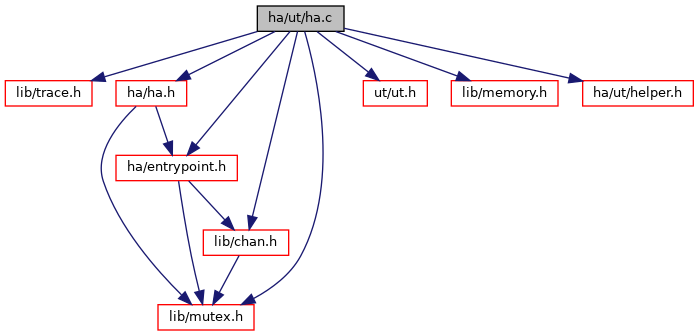 ha/ut/ha.c
lib/trace.h
ha/ha.h
ut/ut.h
lib/memory.h
ha/ut/helper.h
ha/entrypoint.h
lib/chan.h
lib/mutex.h